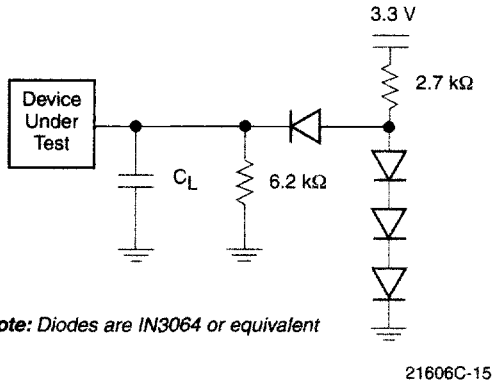 3.3 V
2.7 kΩ
Device
Under
Test
C_L
6.2 kΩ
ote: Diodes are IN3064 or equivalent
21606C-15